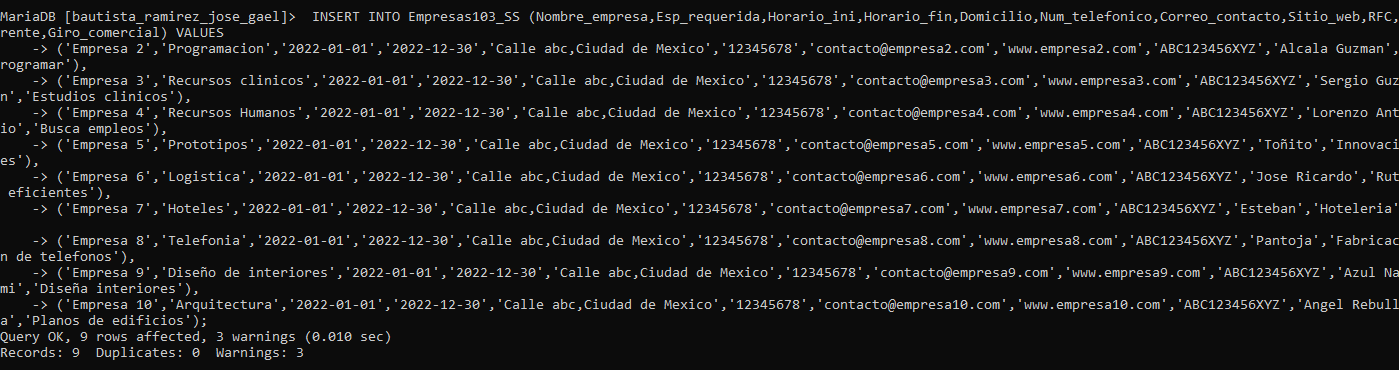 MariaDB [bautista_ramirez_jose_gael]>  INSERT INTO Empresas103_SS (Nombre_empresa,Esp_requerida,Horario_ini,Horario_fin,Domicilio,Num_telefonico,Correo_contacto,Sitio_web,RFC,
rente,Giro_comercial) VALUES
    -> ('Empresa 2','Programacion','2022-01-01','2022-12-30','Calle abc,Ciudad de Mexico','12345678','contacto@empresa2.com','www.empresa2.com','ABC123456XYZ','Alcala Guzman',
rogramar'),
    -> ('Empresa 3','Recursos clinicos','2022-01-01','2022-12-30','Calle abc,Ciudad de Mexico','12345678','contacto@empresa3.com','www.empresa3.com','ABC123456XYZ','Sergio Guz
n','Estudios clinicos'),
    -> ('Empresa 4','Recursos Humanos','2022-01-01','2022-12-30','Calle abc,Ciudad de Mexico','12345678','contacto@empresa4.com','www.empresa4.com','ABC123456XYZ','Lorenzo Ant
io','Busca empleos'),
    -> ('Empresa 5','Prototipos','2022-01-01','2022-12-30','Calle abc,Ciudad de Mexico','12345678','contacto@empresa5.com','www.empresa5.com','ABC123456XYZ','Toñito','Innovaci
es'),
    -> ('Empresa 6','Logistica','2022-01-01','2022-12-30','Calle abc,Ciudad de Mexico','12345678','contacto@empresa6.com','www.empresa6.com','ABC123456XYZ','Jose Ricardo','Rut
 eficientes'),
    -> ('Empresa 7','Hoteles','2022-01-01','2022-12-30','Calle abc,Ciudad de Mexico','12345678','contacto@empresa7.com','www.empresa7.com','ABC123456XYZ','Esteban','Hoteleria'
    -> ('Empresa 8','Telefonia','2022-01-01','2022-12-30','Calle abc,Ciudad de Mexico','12345678','contacto@empresa8.com','www.empresa8.com','ABC123456XYZ','Pantoja','Fabricac
n de telefonos'),
    -> ('Empresa 9','Diseño de interiores','2022-01-01','2022-12-30','Calle abc,Ciudad de Mexico','12345678','contacto@empresa9.com','www.empresa9.com','ABC123456XYZ','Azul Na
mi','Diseña interiores'),
    -> ('Empresa 10','Arquitectura','2022-01-01','2022-12-30','Calle abc,Ciudad de Mexico','12345678','contacto@empresa10.com','www.empresa10.com','ABC123456XYZ','Angel Rebull
a','Planos de edificios');
Query OK, 9 rows affected, 3 warnings (0.010 sec)
Records: 9  Duplicates: 0  Warnings: 3